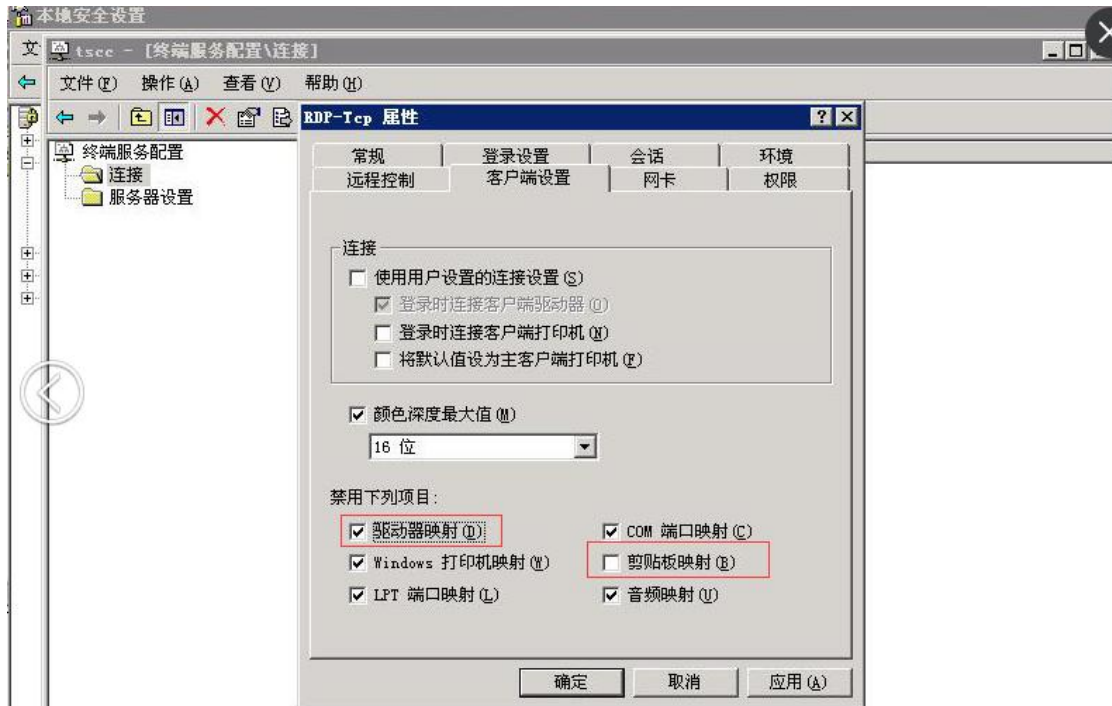 本地安全设置
文
tscc - [终端服务配置\连接]
文件(F) 操作(A) 查看(V) 帮助(H)
RDP-Tcp 属性
终端服务配置
连接
服务器设置
常规 登录设置 会话 环境
远程控制 客户端设置 网卡 权限
连接
使用用户设置的连接设置(S)
登录时连接客户端驱动器(O)
登录时连接客户端打印机(N)
将默认值设为主客户端打印机(F)
颜色深度最大值(M)
16 位
禁用下列项目:
驱动器映射(D) COM 端口映射(C)
Windows 打印机映射(W) 剪贴板映射(B)
LPT 端口映射(L) 音频映射(U)
确定 取消 应用(A)